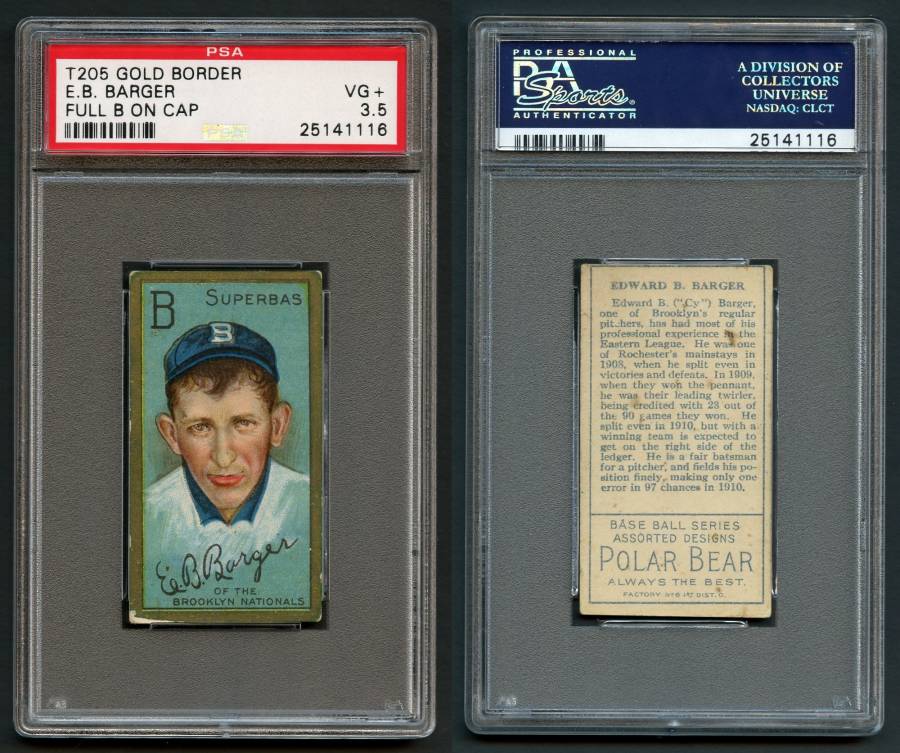 PSA
T205 GOLD BORDER
E.B. BARGER VG+
FULL B ON CAP 3.5
25141116
B SUPERBAS
B
E.B. Barger
OF THE
BROOKLYN NATIONALS
PROFESSIONAL
PSA
Sports
AUTHENTICATOR
A DIVISION OF
COLLECTORS
UNIVERSE
NASDAQ: CLCT
25141116
EDWARD B. BARGER
Edward B. ("Cy") Barger,
one of Brooklyn's regular
pitchers, has had most of his
professional experience in the
Eastern League. He was one
of Rochester's mainstays in
1908, when he split even in
victories and defeats. In 1909,
when they won the pennant,
he was their leading twirler,
being credited with 23 out of
the 90 games they won. He
split even in 1910, but with a
winning team is expected to
get on the right side of the
ledger. He is a fair batsman
for a pitcher, and fields his po-
sition finely, making only one
error in 97 chances in 1910.
BASE BALL SERIES
ASSORTED DESIGNS
POLAR BEAR
ALWAYS THE BEST.
FACTORY Nº 6 1ST DIST. O.